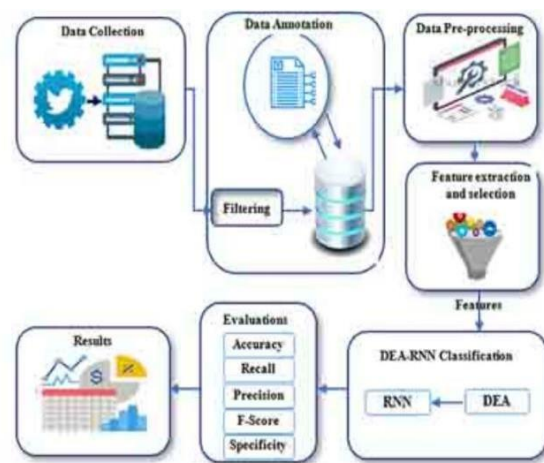 Data Collection
Data Annotation
Filtering
Data Pre-processing
Feature extraction
and selection
Features
DEA-RNN Classification
RNN
DEA
Evaluations
Accuracy
Recall
Precision
F-Score
Specificity
Results
$
%